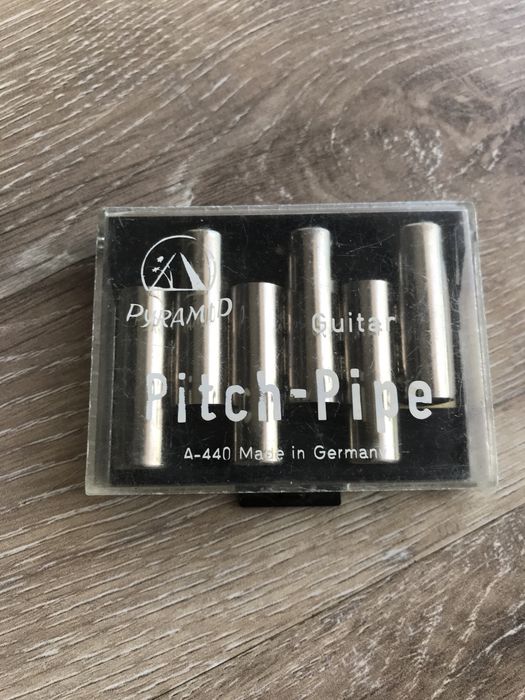 PYRAMID
Guitar
Pitch-Pipe
A-440 Made in Germany